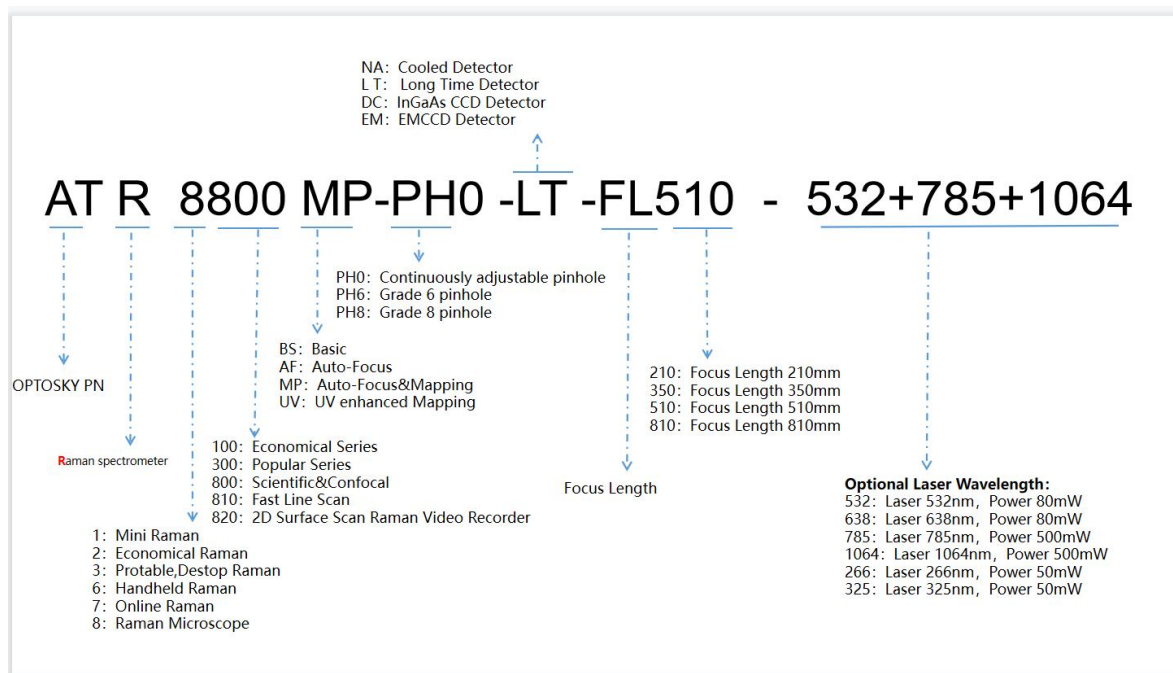 NA: Cooled Detector
L T: Long Time Detector
DC: InGaAs CCD Detector
EM: EMCCD Detector
AT R 8800 MP-PH0 -LT -FL510 - 532+785+1064
PH0: Continuously adjustable pinhole
PH6: Grade 6 pinhole
PH8: Grade 8 pinhole
BS: Basic
AF: Auto-Focus
MP: Auto-Focus&Mapping
UV: UV enhanced Mapping
210: Focus Length 210mm
350: Focus Length 350mm
510: Focus Length 510mm
810: Focus Length 810mm
OPTOSKY PN
Raman spectrometer
100: Economical Series
300: Popular Series
800: Scientific&Confocal
810: Fast Line Scan
820: 2D Surface Scan Raman Video Recorder
Focus Length
Optional Laser Wavelength:
532: Laser 532nm, Power 80mW
638: Laser 638nm, Power 80mW
785: Laser 785nm, Power 500mW
1064: Laser 1064nm, Power 500mW
266: Laser 266nm, Power 50mW
325: Laser 325nm, Power 50mW
1: Mini Raman
2: Economical Raman
3: Protable,Destop Raman
6: Handheld Raman
7: Online Raman
8: Raman Microscope